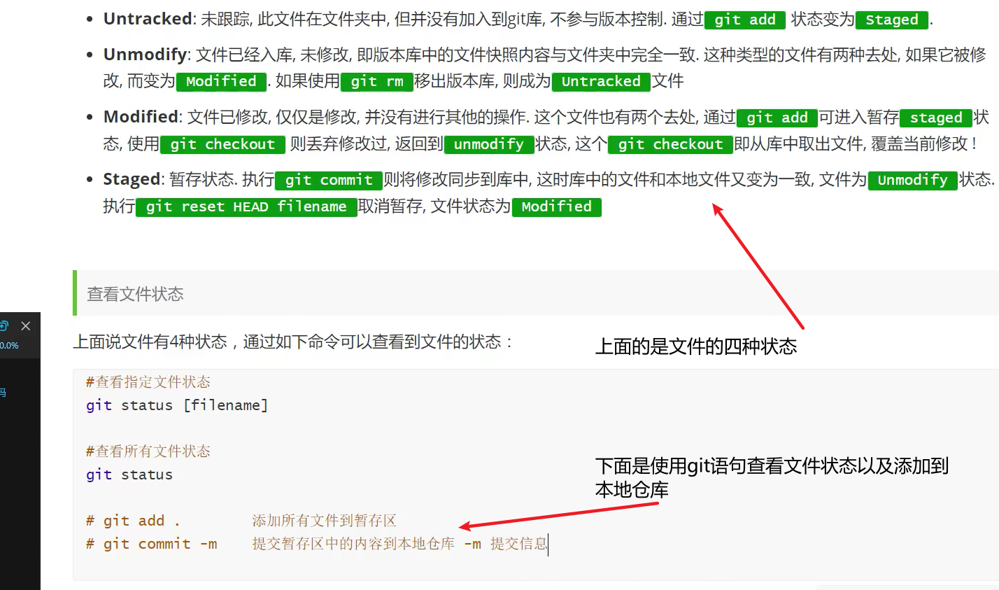 Untracked: 未跟踪, 此文件在文件夹中, 但并没有加入到git库, 不参与版本控制. 通过 git add 状态变为 Staged .
Unmodify: 文件已经入库, 未修改, 即版本库中的文件快照内容与文件夹中完全一致. 这种类型的文件有两种去处, 如果它被修
改, 而变为 Modified . 如果使用 git rm 移出版本库, 则成为 Untracked 文件
Modified: 文件已修改, 仅仅是修改, 并没有进行其他的操作. 这个文件也有两个去处, 通过 git add 可进入暂存 staged 状
态, 使用 git checkout 则丢弃修改过, 返回到 unmodify 状态, 这个 git checkout 即从库中取出文件, 覆盖当前修改 !
Staged: 暂存状态. 执行 git commit 则将修改同步到库中, 这时库中的文件和本地文件又变为一致, 文件为 Unmodify 状态.
执行 git reset HEAD filename 取消暂存, 文件状态为 Modified
查看文件状态
0.0%
上面说文件有4种状态，通过如下命令可以查看到文件的状态：
上面的是文件的四种状态
#查看指定文件状态
git status [filename]
码
#查看所有文件状态
git status
下面是使用git语句查看文件状态以及添加到
本地仓库
# git add . 添加所有文件到暂存区
# git commit -m 提交暂存区中的内容到本地仓库 -m 提交信息